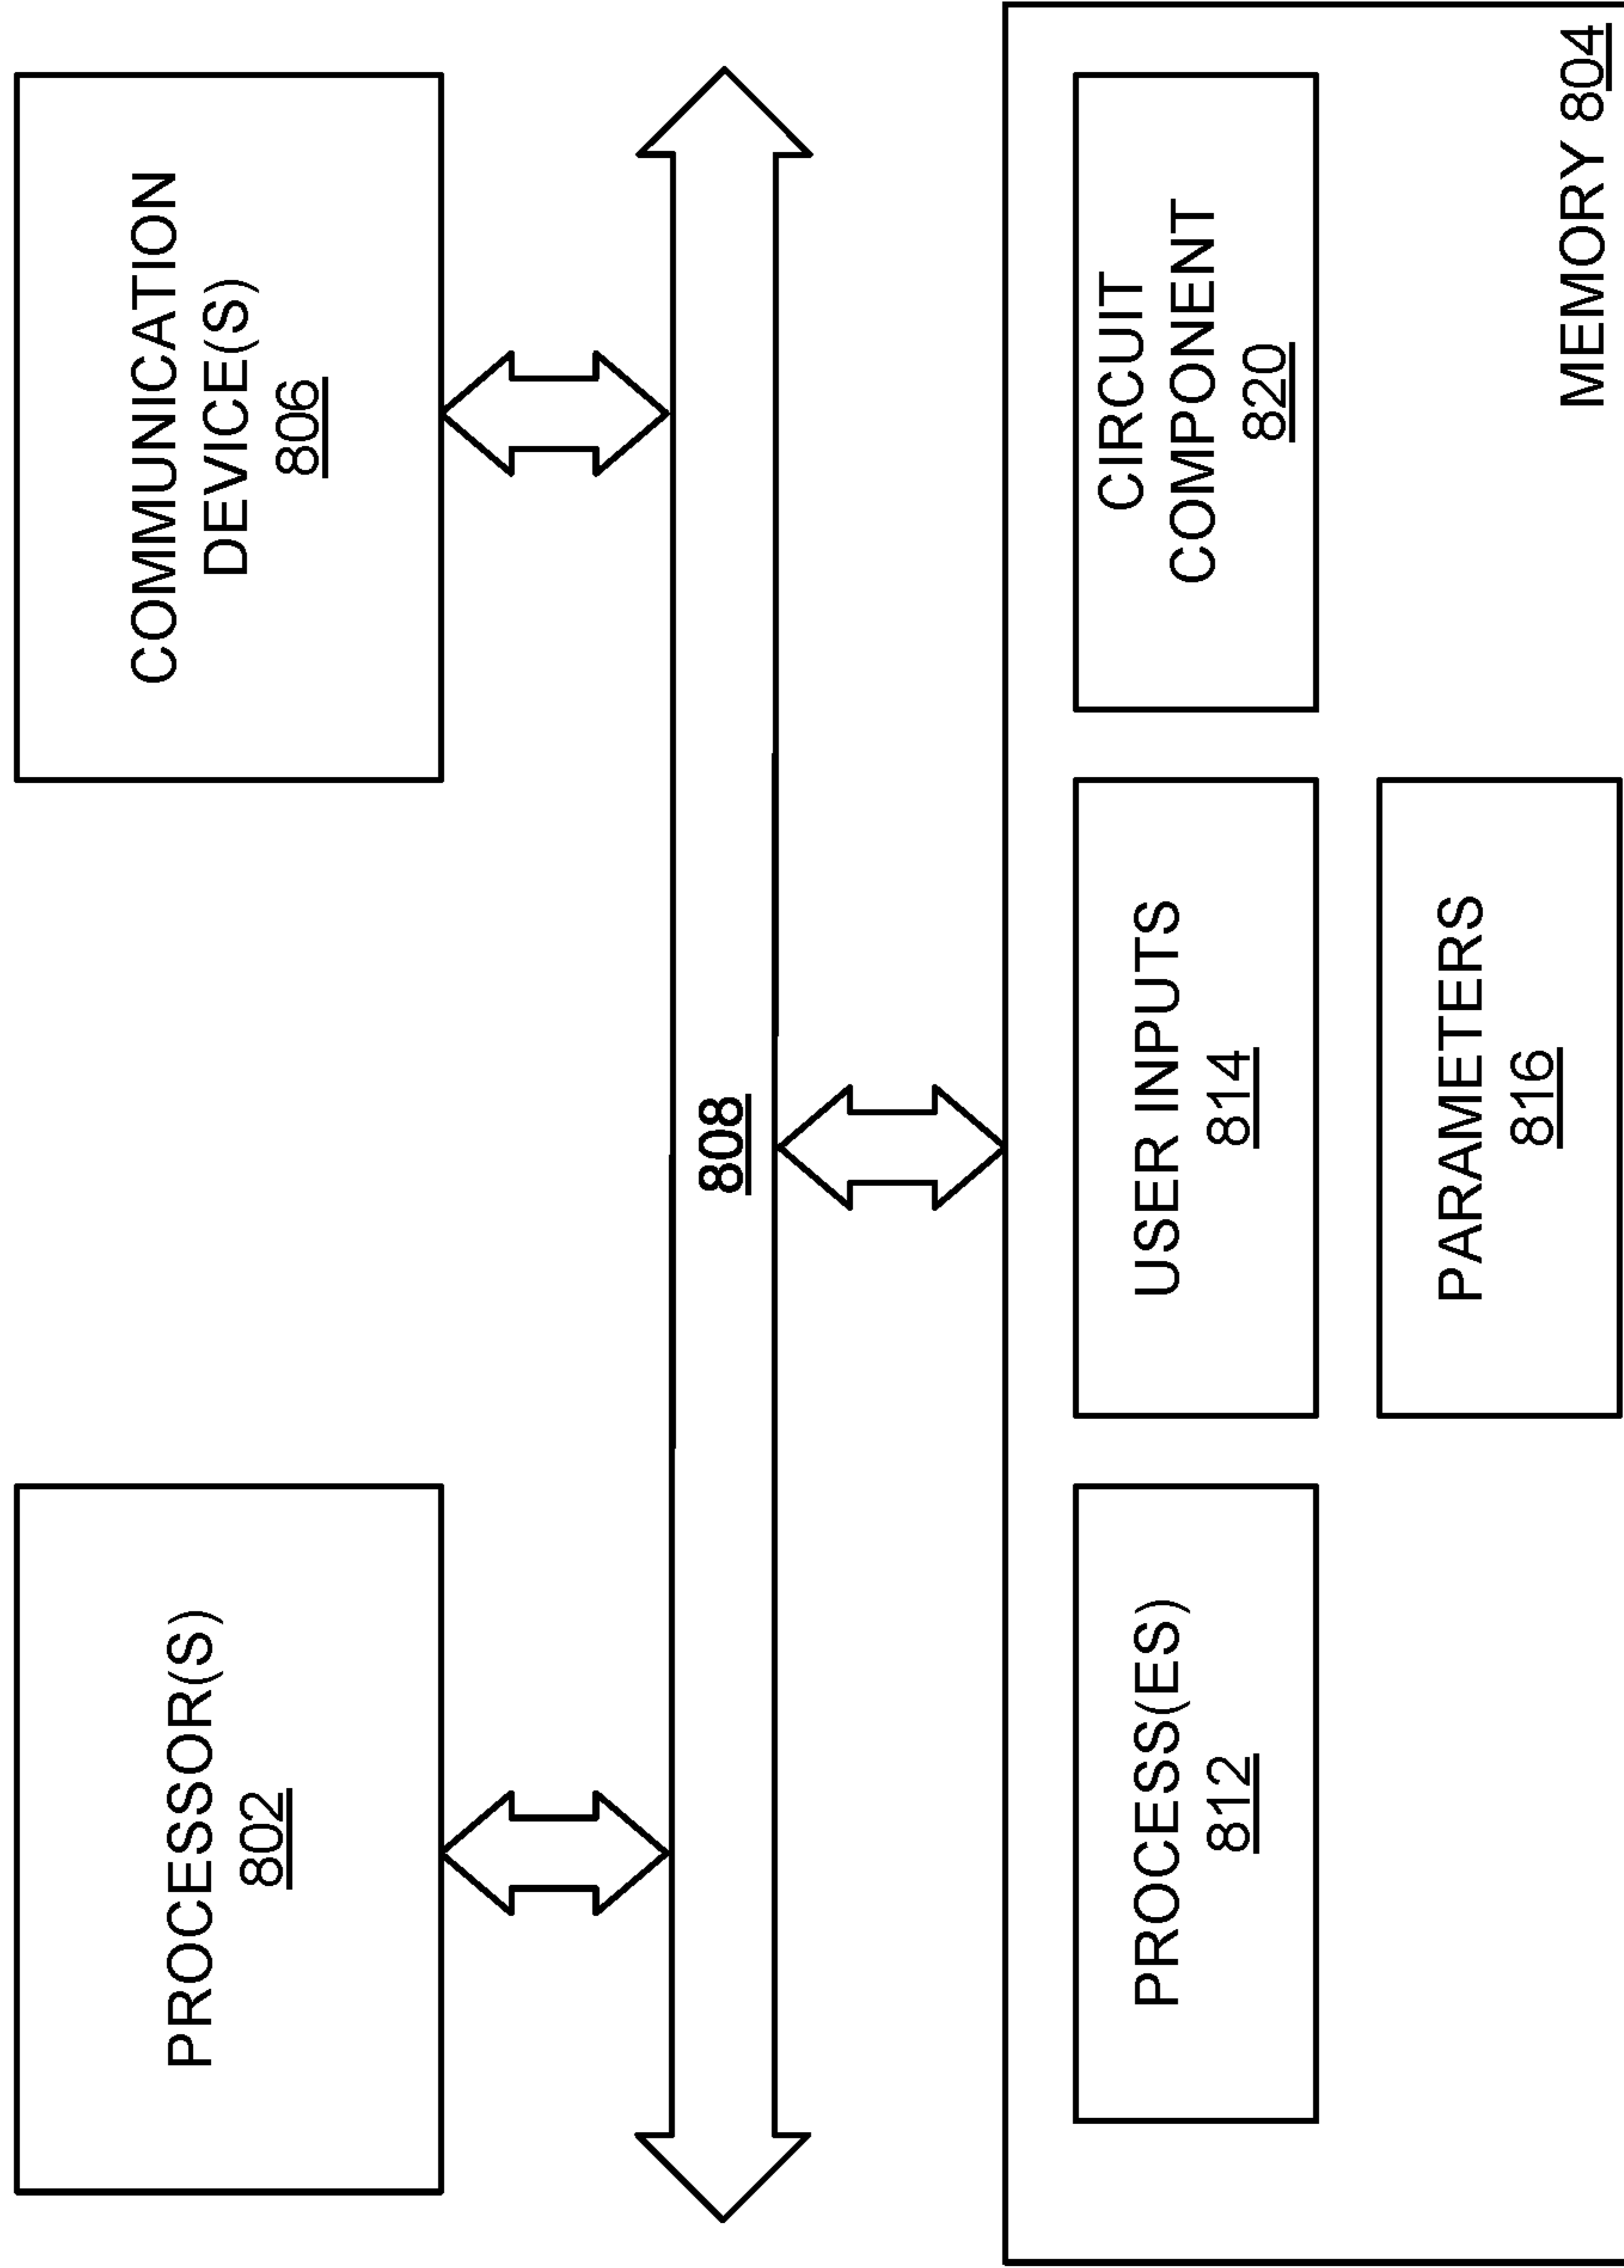 PROCESSOR(S)
802
COMMUNICATION
DEVICE(S)
806
808
PROCESS(ES)
812
USER INPUTS
814
CIRCUIT
COMPONENT
820
PARAMETERS
816
MEMORY 804